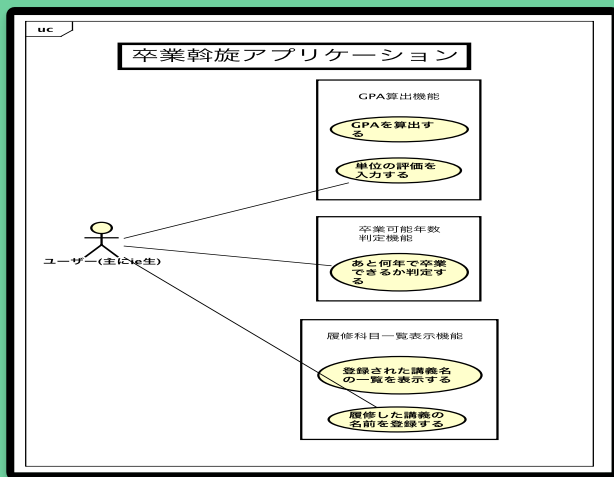 uc
卒業斡旋アプリケーション
GPA算出機能
GPAを算出す
る
単位の評価を
入力する
卒業可能年数
判定機能
あと何年で卒業
できるか判定す
る
ユーザー(主にie生)
履修科目一覧表示機能
登録された講義名
の一覧を表示する
履修した講義の
名前を登録する